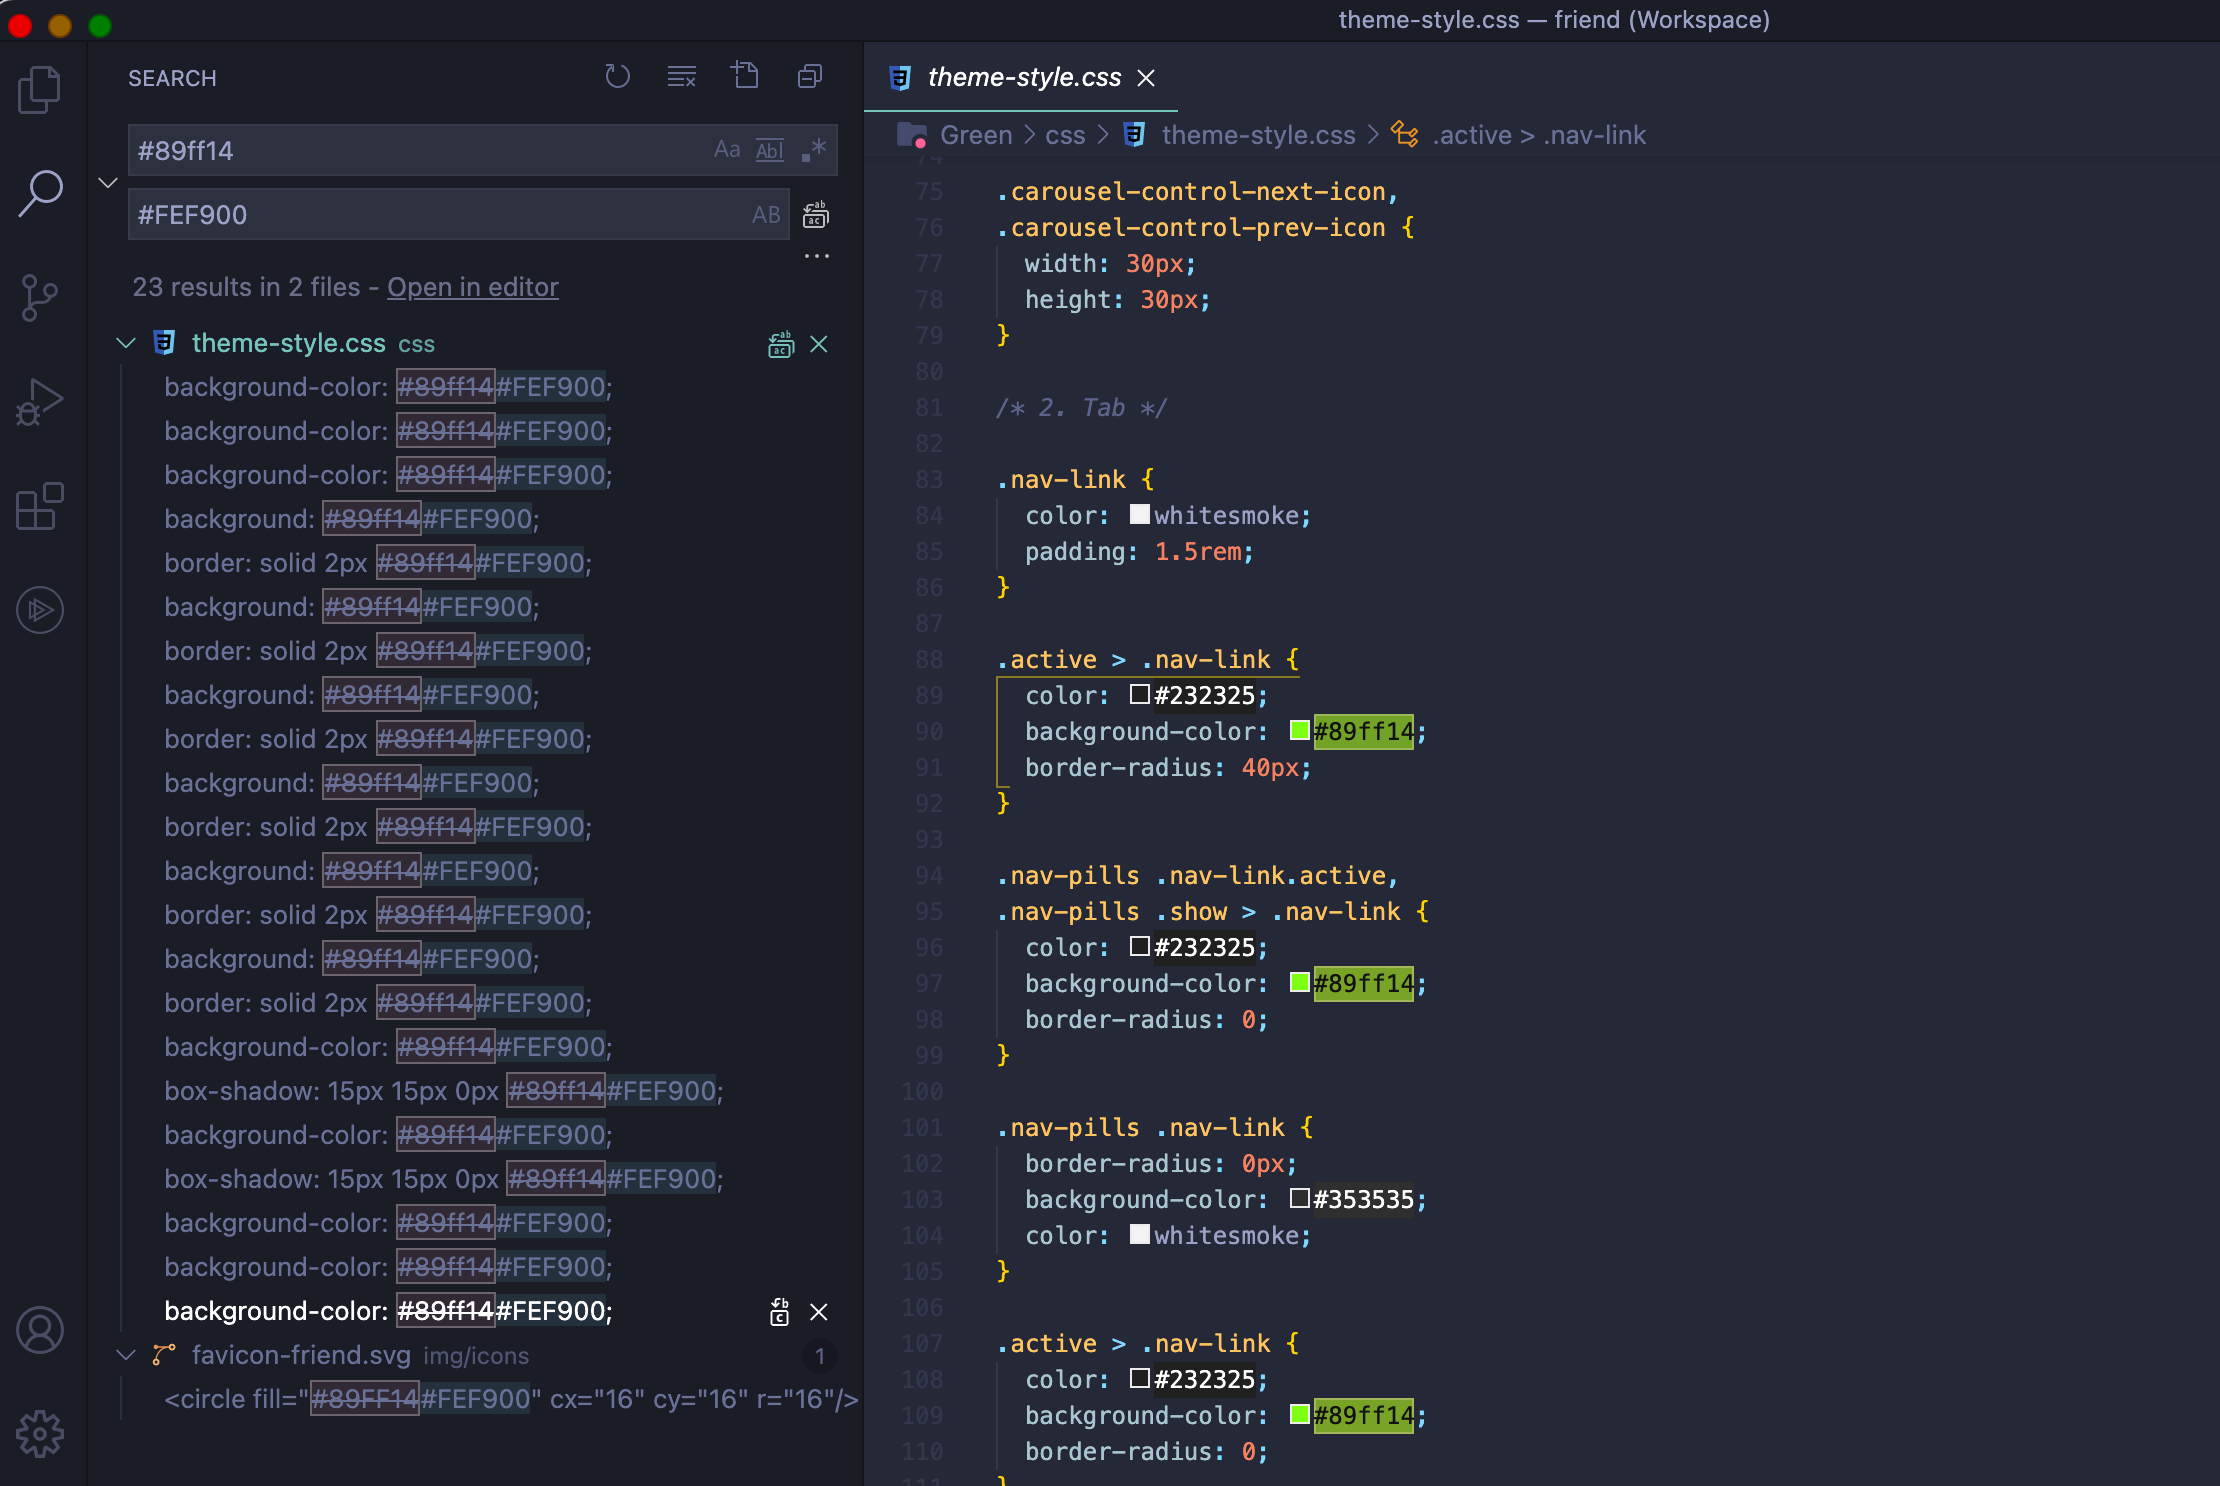 theme-style.css — friend (Workspace)
SEARCH
#89ff14
Aa
Abl
.*
#FEF900
AB
23 results in 2 files - Open in editor
theme-style.css css
background-color: #89ff14#FEF900;
background-color: #89ff14#FEF900;
background-color: #89ff14#FEF900;
background: #89ff14#FEF900;
border: solid 2px #89ff14#FEF900;
background: #89ff14#FEF900;
border: solid 2px #89ff14#FEF900;
background: #89ff14#FEF900;
border: solid 2px #89ff14#FEF900;
background: #89ff14#FEF900;
border: solid 2px #89ff14#FEF900;
background: #89ff14#FEF900;
border: solid 2px #89ff14#FEF900;
background: #89ff14#FEF900;
border: solid 2px #89ff14#FEF900;
background-color: #89ff14#FEF900;
box-shadow: 15px 15px 0px #89ff14#FEF900;
background-color: #89ff14#FEF900;
box-shadow: 15px 15px 0px #89ff14#FEF900;
background-color: #89ff14#FEF900;
background-color: #89ff14#FEF900;
background-color: #89ff14#FEF900;
favicon-friend.svg img/icons 1
<circle fill="#89FF14#FEF900" cx="16" cy="16" r="16"/>
theme-style.css
Green > css > theme-style.css > .active > .nav-link
74
75 .carousel-control-next-icon,
76 .carousel-control-prev-icon {
77 width: 30px;
78 height: 30px;
79 }
80
81 /* 2. Tab */
82
83 .nav-link {
84 color: whitesmoke;
85 padding: 1.5rem;
86 }
87
88 .active > .nav-link {
89 color: #232325;
90 background-color: #89ff14;
91 border-radius: 40px;
92 }
93
94 .nav-pills .nav-link.active,
95 .nav-pills .show > .nav-link {
96 color: #232325;
97 background-color: #89ff14;
98 border-radius: 0;
99 }
100
101 .nav-pills .nav-link {
102 border-radius: 0px;
103 background-color: #353535;
104 color: whitesmoke;
105 }
106
107 .active > .nav-link {
108 color: #232325;
109 background-color: #89ff14;
110 border-radius: 0;
111 }